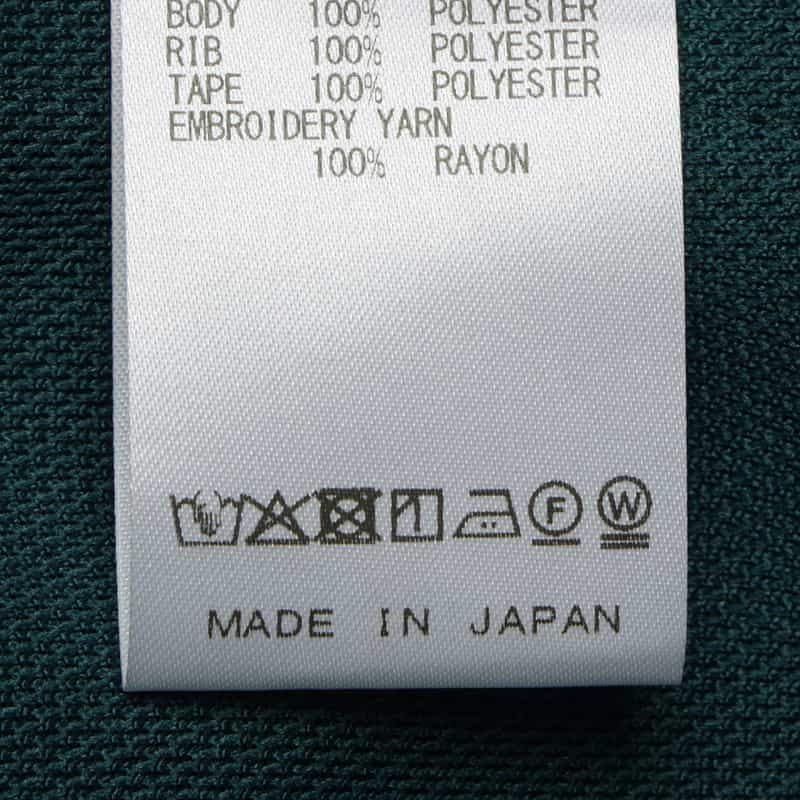 BODY 100% POLYESTER
RIB 100% POLYESTER
TAPE 100% POLYESTER
EMBROIDERY YARN
100% RAYON
F W
MADE IN JAPAN